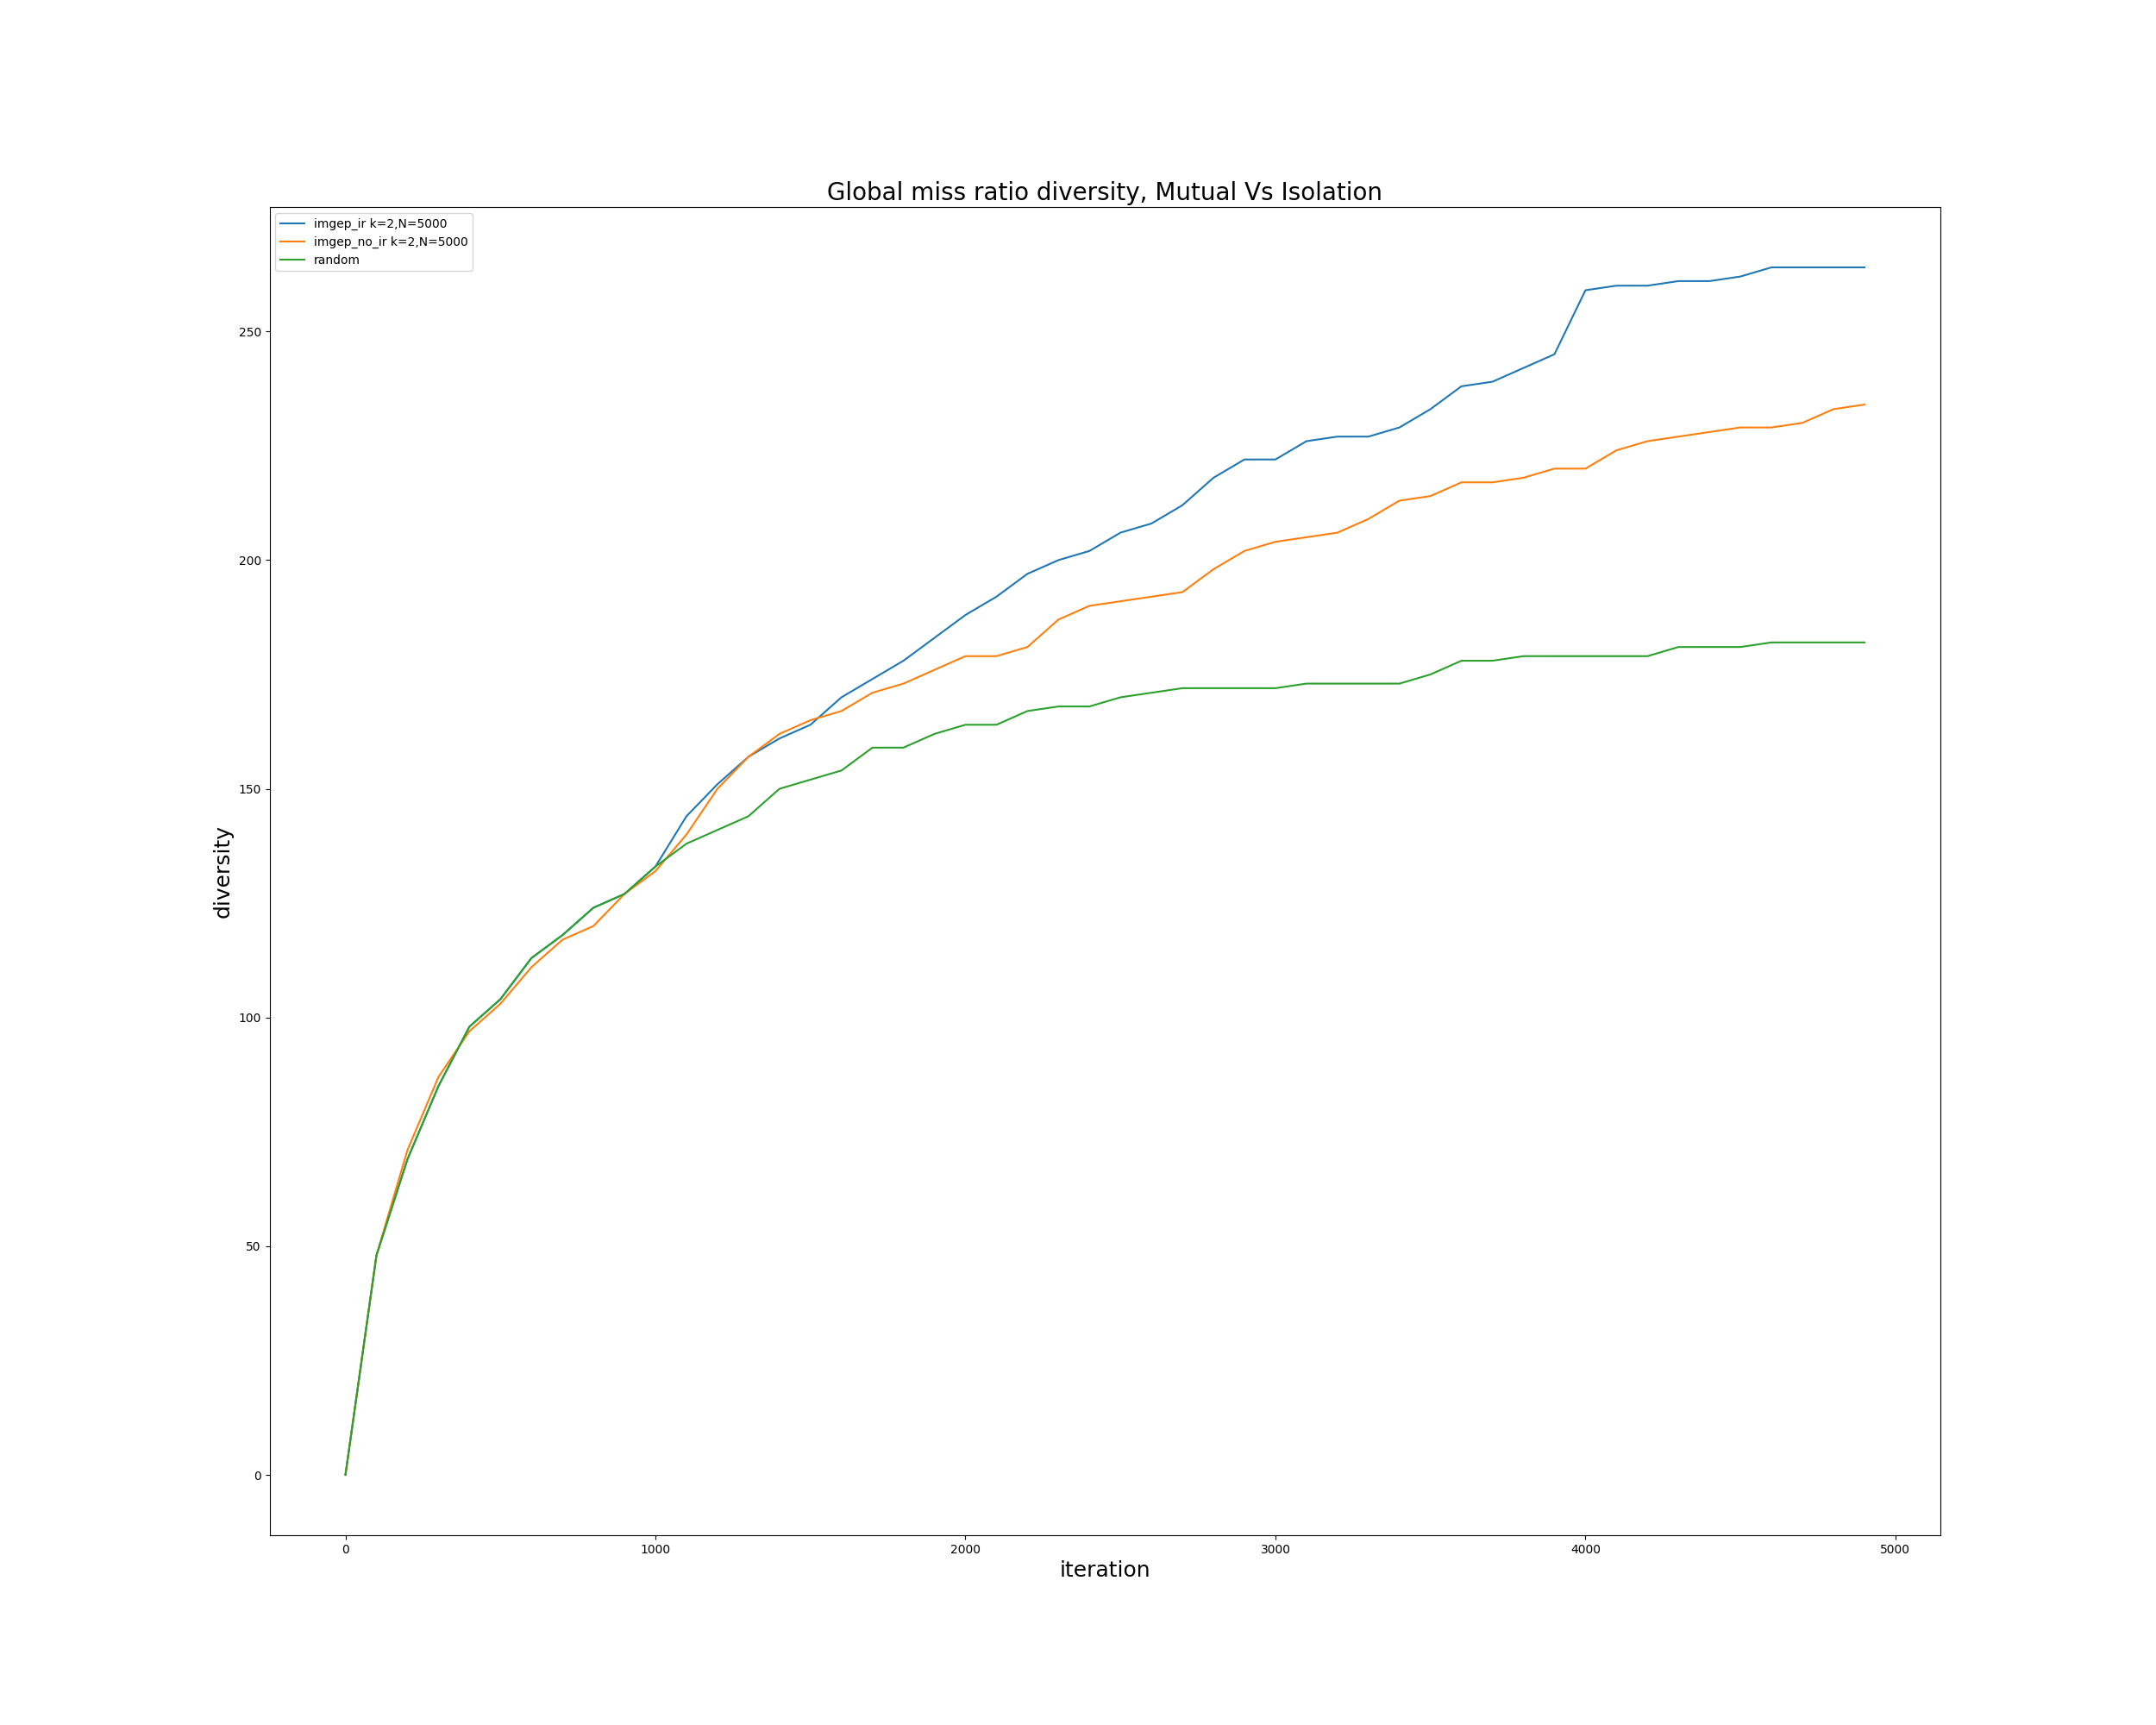 Global miss ratio diversity, Mutual Vs Isolation
imgep_ir k=2,N=5000
imgep_no_ir k=2,N=5000
random
250
200
150
100
50
0
diversity
0 1000 2000 3000 4000 5000
iteration